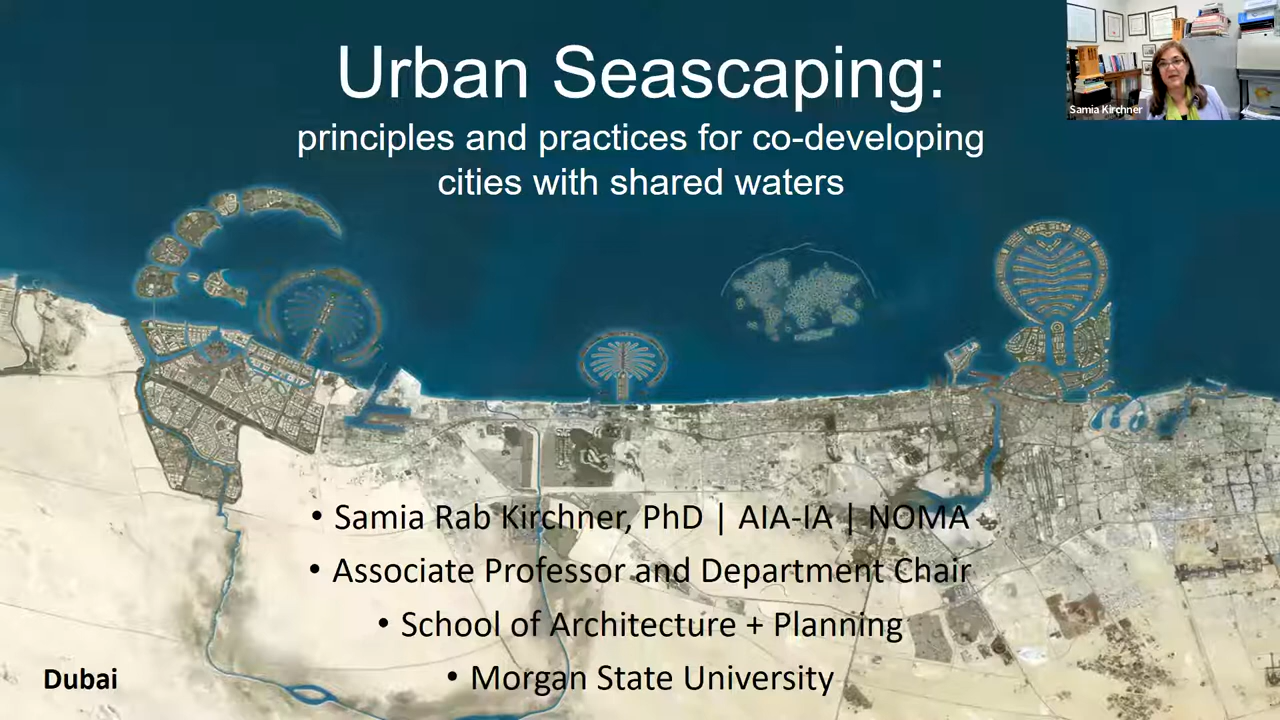 Urban Seascaping:
principles and practices for co-developing
cities with shared waters
Samia Kirchner
• Samia Rab Kirchner, PhD | AIA-IA | NOMA
• Associate Professor and Department Chair
• School of Architecture + Planning
• Morgan State University
Dubai